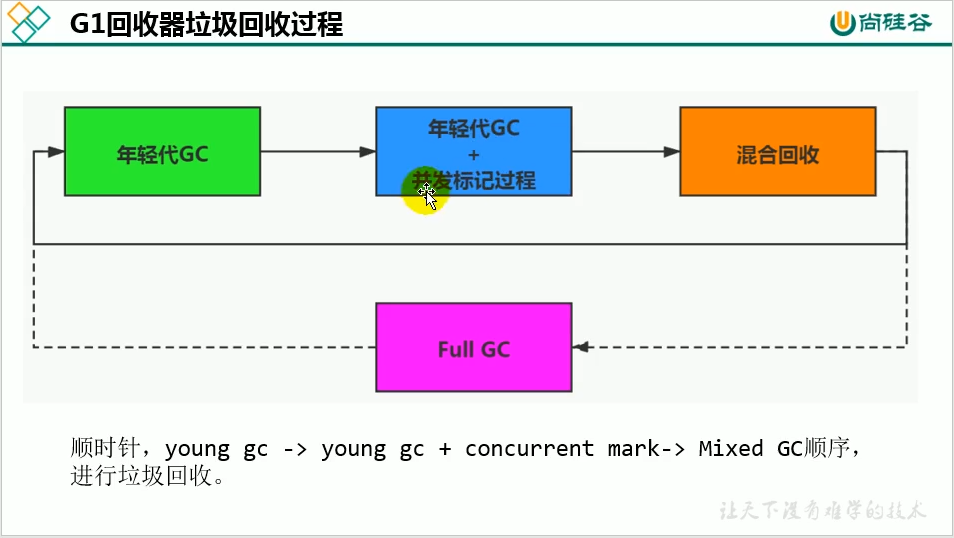 G1回收器垃圾回收过程
尚硅谷
年轻代GC
年轻代GC
+
并发标记过程
混合回收
Full GC
顺时针，young gc -> young gc + concurrent mark-> Mixed GC顺序，
进行垃圾回收。
让天下没有难学的技术